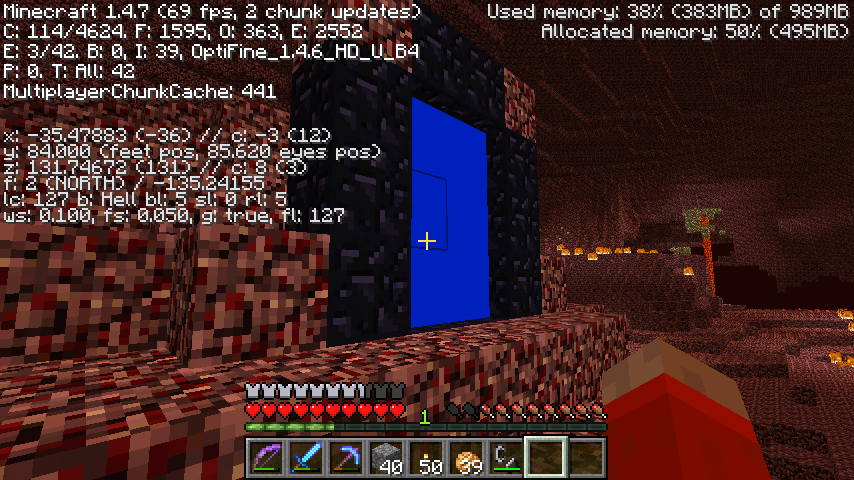 Minecraft 1.4.7 (69 fps, 2 chunk updates)
C: 114/4624. F: 1595, O: 363, E: 2552
E: 3/42. B: 0, I: 39, OptiFine_1.4.6_HD_U_B4
P: 0. T: All: 42
MultiplayerChunkCache: 441
Used memory: 38% (383MB) of 989MB
Allocated memory: 50% (495MB)
x: -35.47883 (-36) // c: -3 (12)
y: 84.000 (feet pos, 85.620 eyes pos)
z: 131.74672 (131) // c: 8 (3)
f: 2 (NORTH) / -135.24155
lc: 127 b: Hell bl: 5 sl: 0 rl: 5
ws: 0.100, fs: 0.050, g: true, fl: 127
1
40 50 39